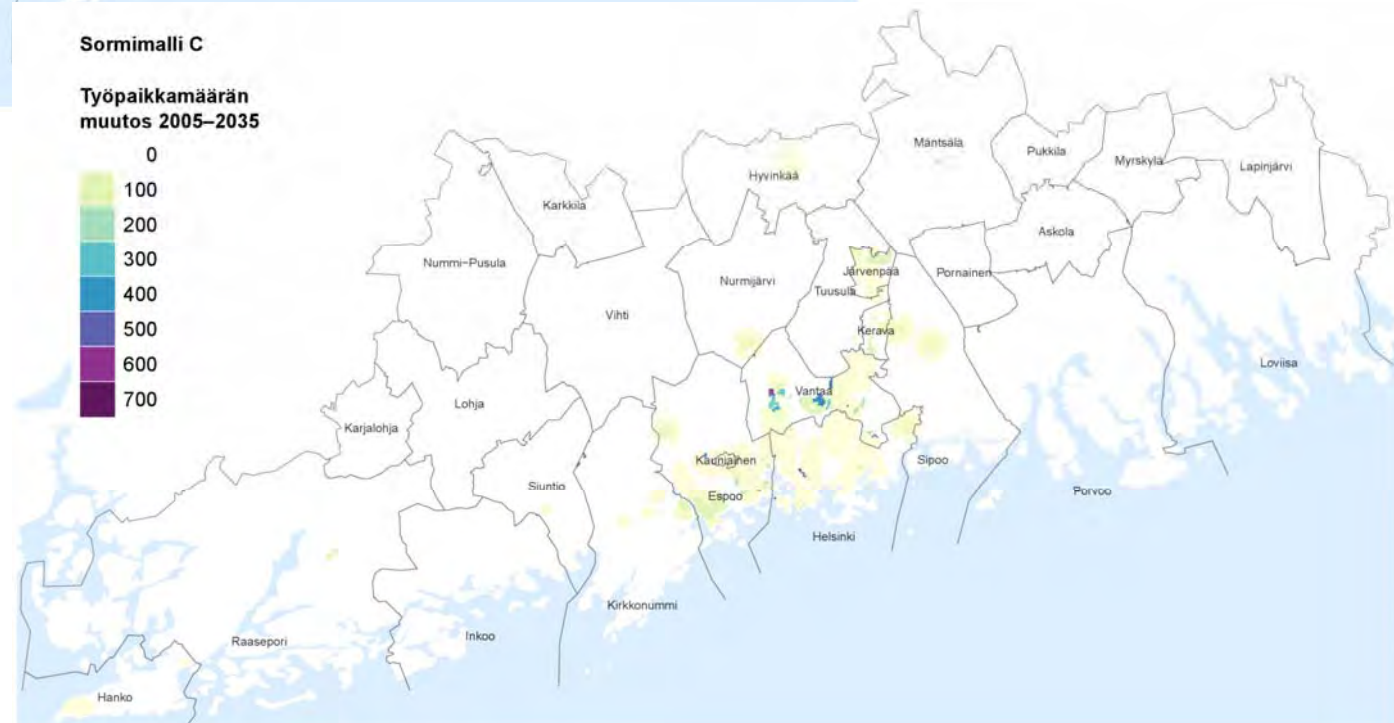 Sormimalli C
Työpaikkamäärän
muutos 2005–2035
0
100
200
300
400
500
600
700
Mäntsälä
Pukkila
Myrskylä
Lapinjärvi
Hyvinkää
Karkkila
Askola
Nummi-Pusula
Järvenpää
Pornainen
Nurmijärvi
Tuusula
Vihti
Kerava
Loviisa
Vantaa
Lohja
Karjalohja
Kauniainen
Sipoo
Siuntio
Espoo
Porvoo
Helsinki
Kirkkonummi
Inkoo
Raasepori
Hanko